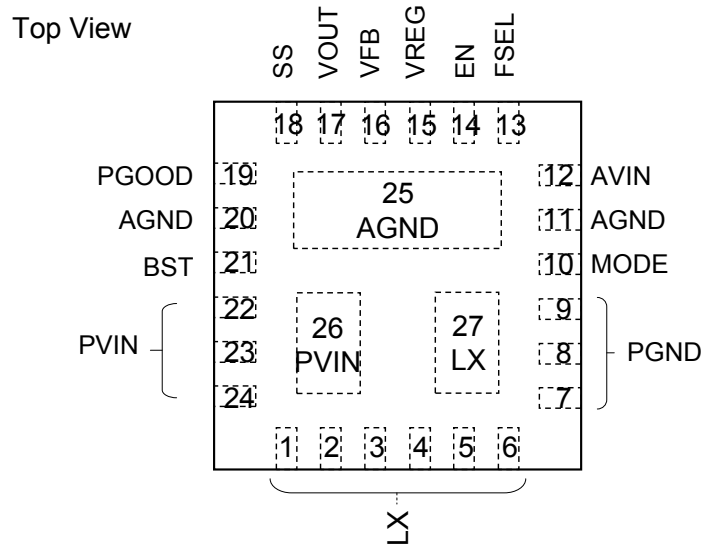 Top View
SS
VOUT
VFB
VREG
EN
FSEL
18
17
16
15
14
13
PGOOD
19
12
AVIN
AGND
20
11
AGND
BST
21
10
MODE
25
AGND
PVIN
22
23
24
26
PVIN
27
LX
9
8
7
PGND
1
2
3
4
5
6
LX